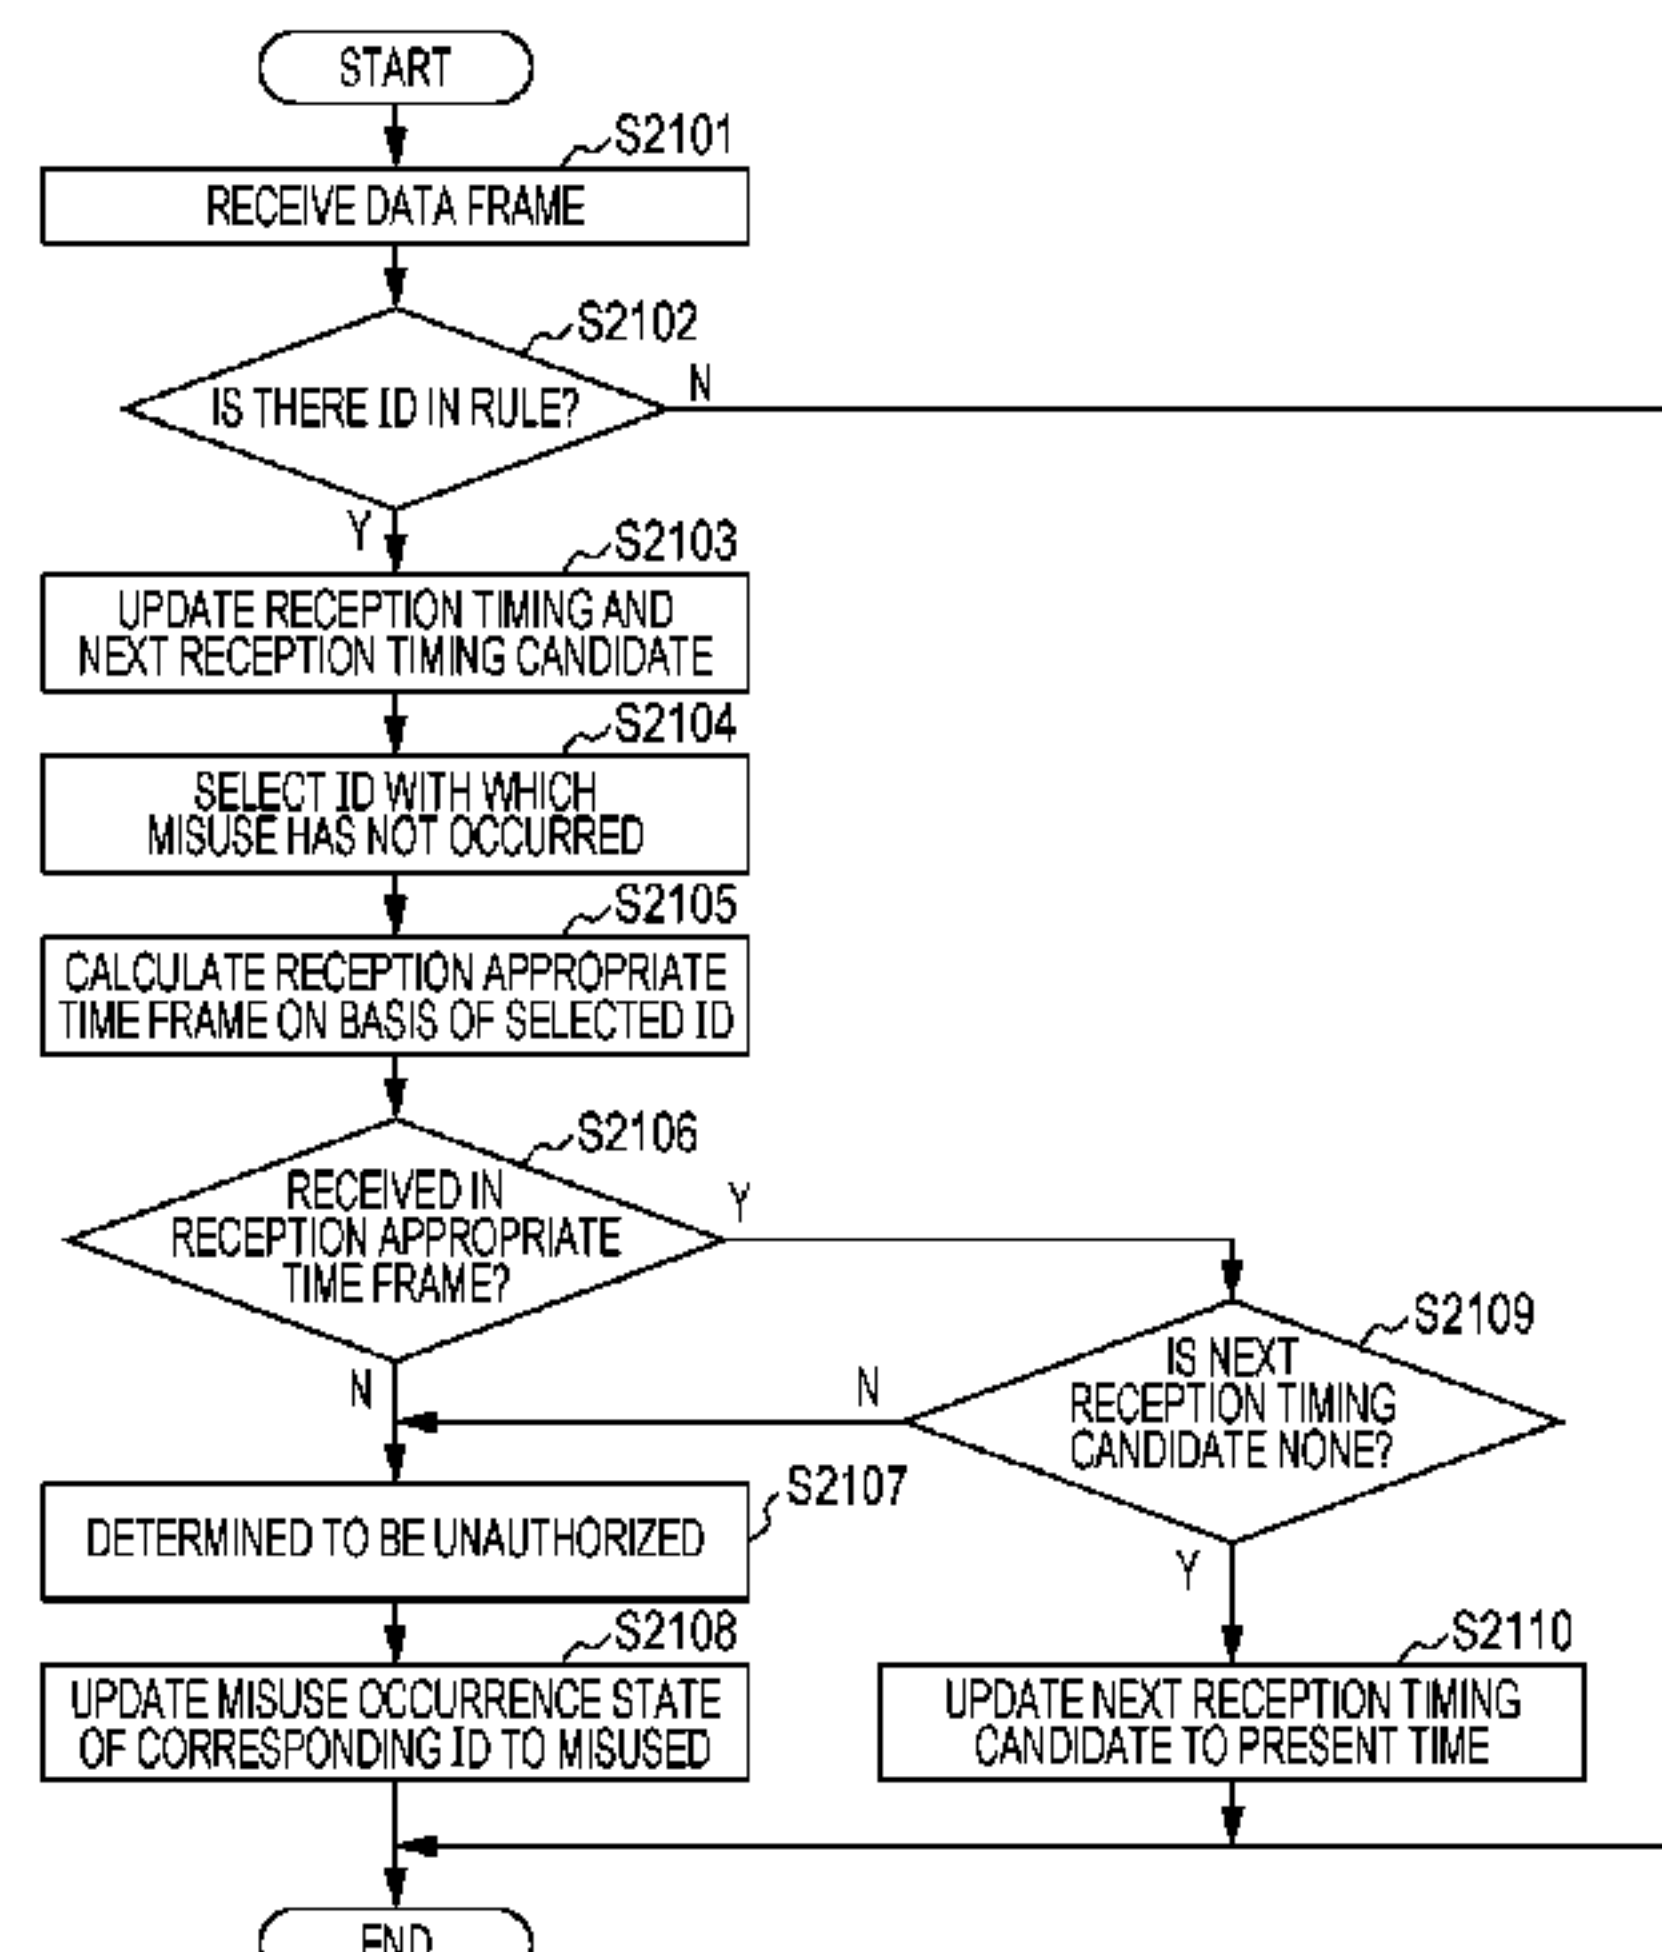 START
S2101
RECEIVE DATA FRAME
S2102
IS THERE ID IN RULE?
N
Y
S2103
UPDATE RECEPTION TIMING AND
NEXT RECEPTION TIMING CANDIDATE
S2104
SELECT ID WITH WHICH
MISUSE HAS NOT OCCURRED
S2105
CALCULATE RECEPTION APPROPRIATE
TIME FRAME ON BASIS OF SELECTED ID
S2106
RECEIVED IN
RECEPTION APPROPRIATE
TIME FRAME?
Y
N
S2109
IS NEXT
RECEPTION TIMING
CANDIDATE NONE?
N
Y
S2107
DETERMINED TO BE UNAUTHORIZED
S2108
UPDATE MISUSE OCCURRENCE STATE
OF CORRESPONDING ID TO MISUSED
S2110
UPDATE NEXT RECEPTION TIMING
CANDIDATE TO PRESENT TIME
END